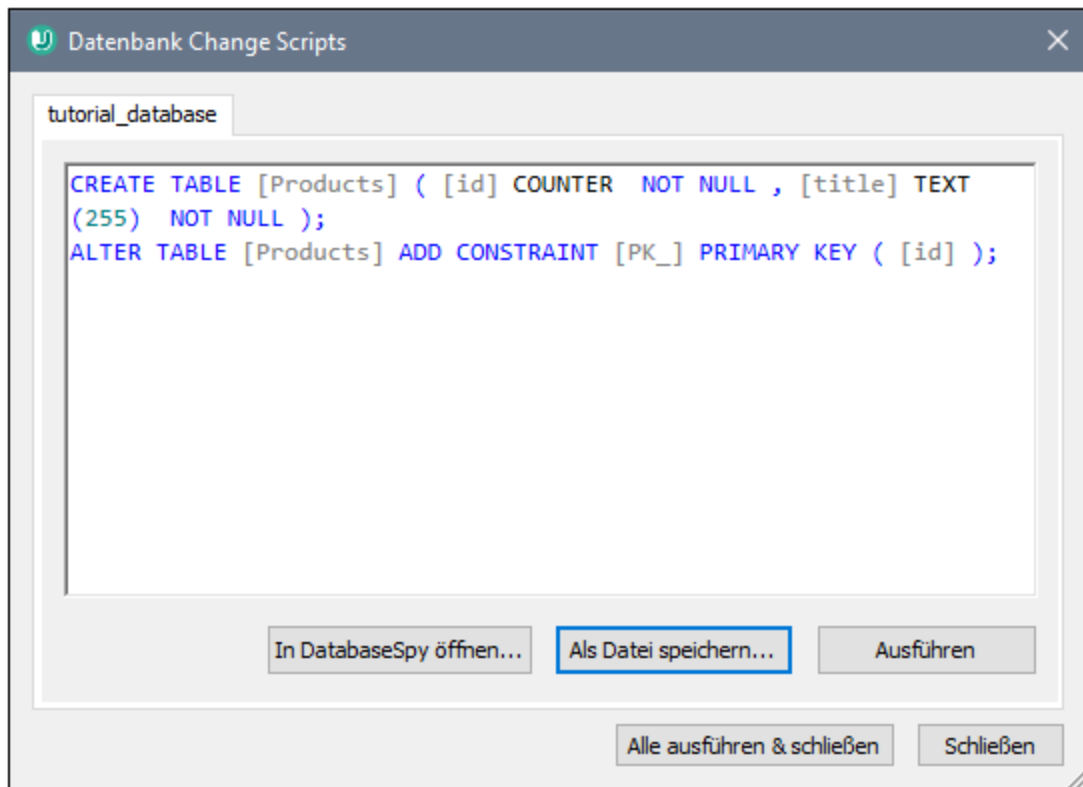 Datenbank Change Scripts
tutorial_database
CREATE TABLE [Products] ( [id] COUNTER  NOT NULL , [title] TEXT
(255)  NOT NULL );
ALTER TABLE [Products] ADD CONSTRAINT [PK_] PRIMARY KEY ( [id] );
In DatabaseSpy öffnen...
Als Datei speichern...
Ausführen
Alle ausführen & schließen
Schließen